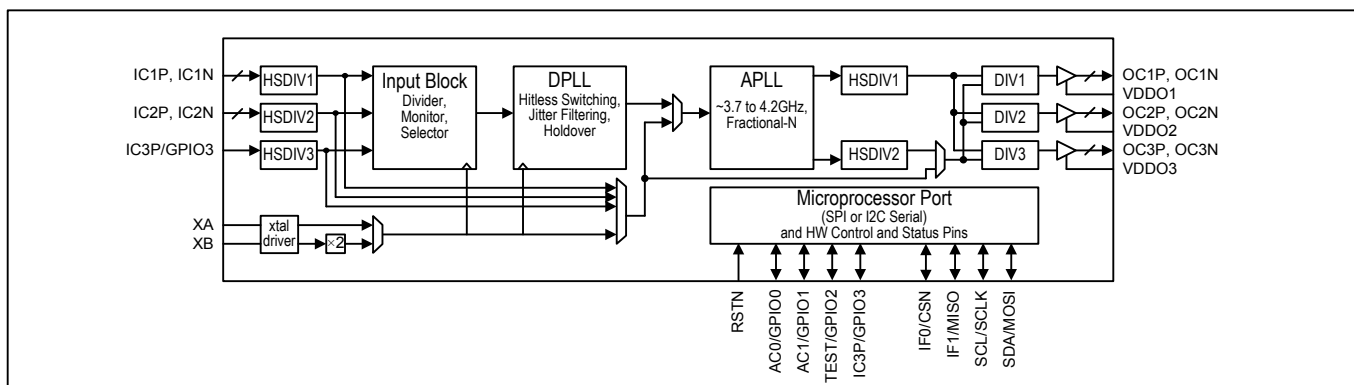 IC1P, IC1N
HSDIV1
IC2P, IC2N
HSDIV2
IC3P/GPIO3
HSDIV3
XA
XB
xtal
driver
×2
Input Block
Divider,
Monitor,
Selector
DPLL
Hitless Switching,
Jitter Filtering,
Holdover
APLL
~3.7 to 4.2GHz,
Fractional-N
HSDIV1
HSDIV2
DIV1
DIV2
DIV3
OC1P, OC1N
VDDO1
OC2P, OC2N
VDDO2
OC3P, OC3N
VDDO3
Microprocessor Port
(SPI or I2C Serial)
and HW Control and Status Pins
RSTN
AC0/GPIO0
AC1/GPIO1
TEST/GPIO2
IC3P/GPIO3
IF0/CSN
IF1/MISO
SCL/SCLK
SDA/MOSI